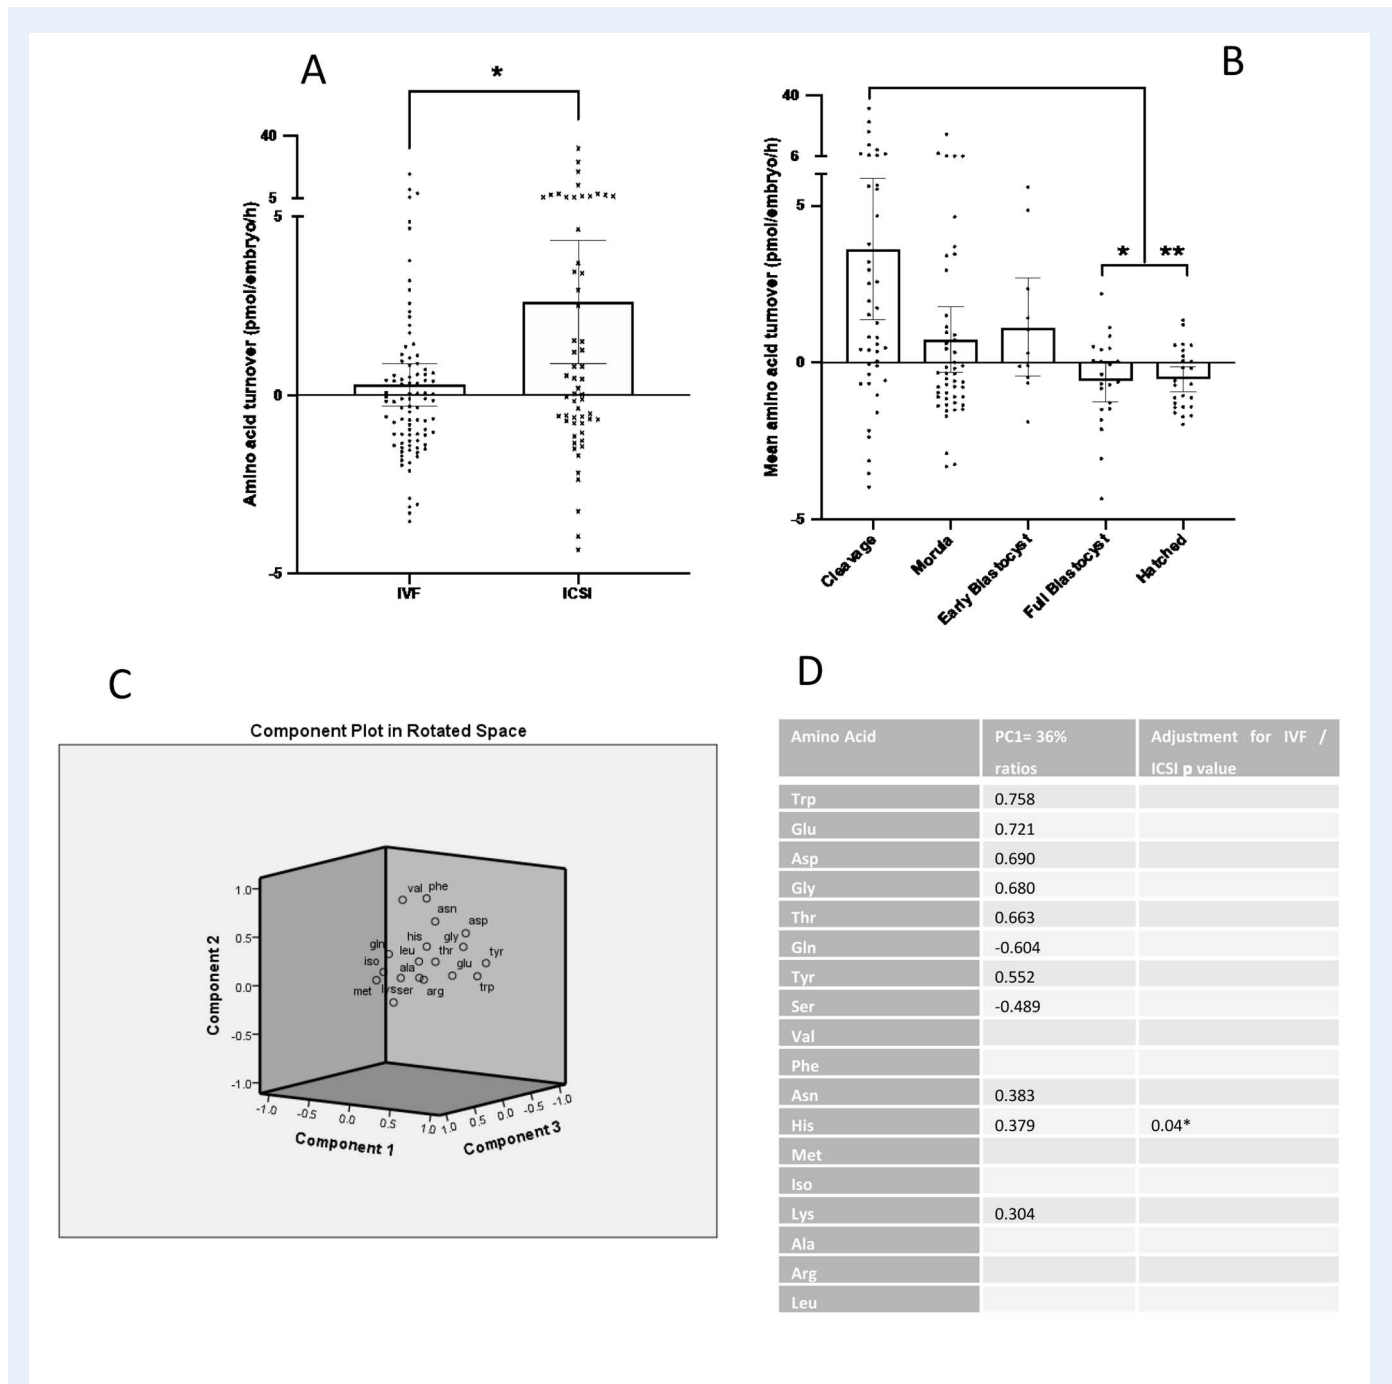 A
*
40
5
5
0
-5
Amino acid turnover (pmol/embryo/h)
IVF
ICSI
B
40
6
5
0
-5
Mean amino acid turnover (pmol/embryo/h)
* **
Cleavage
Morula
Early Blastocyst
Full Blastocyst
Hatched
C
Component Plot in Rotated Space
Component 2
1.0
0.5
0.0
-0.5
-1.0
val phe
asn
asp
his gly
gln leu thr tyr
iso ala glu
met lys ser arg trp
-1.0 -0.5 0.0 0.5 1.0
Component 1
1.0 0.5 0.0 -0.5 -1.0
Component 3
D
Amino Acid PC1= 36% Adjustment for IVF /
ratios ICSI p value
Trp 0.758
Glu 0.721
Asp 0.690
Gly 0.680
Thr 0.663
Gln -0.604
Tyr 0.552
Ser -0.489
Val
Phe
Asn 0.383
His 0.379 0.04*
Met
Iso
Lys 0.304
Ala
Arg
Leu